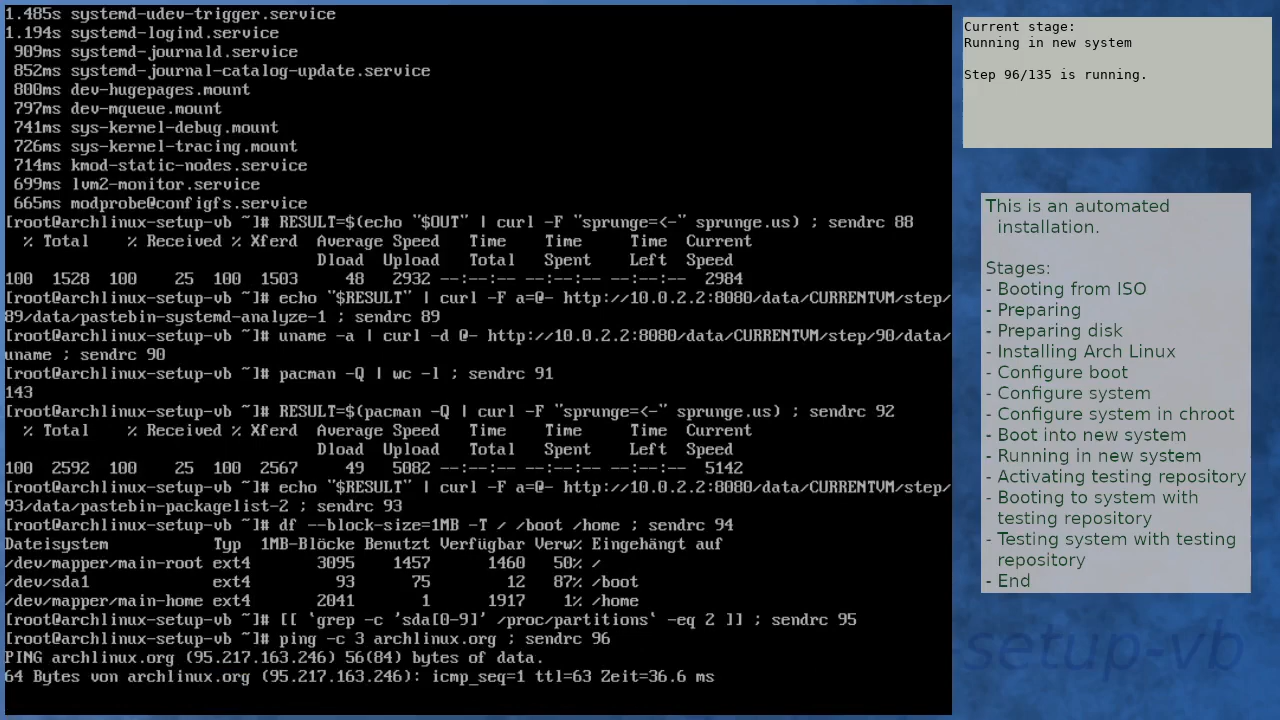 1.485s systemd-udev-trigger.service
1.194s systemd-logind.service
909ms systemd-journald.service
852ms systemd-journal-catalog-update.service
800ms dev-hugepages.mount
797ms dev-mqueue.mount
741ms sys-kernel-debug.mount
726ms sys-kernel-tracing.mount
714ms kmod-static-nodes.service
699ms lvm2-monitor.service
665ms modprobe@configfs.service
[root@archlinux-setup-vb ~]# RESULT=$(echo "$OUT" | curl -F "sprunge=<-" sprunge.us) ; sendrc 88
  % Total    % Received % Xferd  Average Speed   Time    Time     Time  Current
                                 Dload  Upload   Total   Spent    Left  Speed
100  1528  100    25  100  1503     48   2932 --:--:-- --:--:-- --:--:--  2984
[root@archlinux-setup-vb ~]# echo "$RESULT" | curl -F a=@- http://10.0.2.2:8080/data/CURRENTVM/step/
89/data/pastebin-systemd-analyze-1 ; sendrc 89
[root@archlinux-setup-vb ~]# uname -a | curl -d @- http://10.0.2.2:8080/data/CURRENTVM/step/90/data/
uname ; sendrc 90
[root@archlinux-setup-vb ~]# pacman -Q | wc -l ; sendrc 91
143
[root@archlinux-setup-vb ~]# RESULT=$(pacman -Q | curl -F "sprunge=<-" sprunge.us) ; sendrc 92
  % Total    % Received % Xferd  Average Speed   Time    Time     Time  Current
                                 Dload  Upload   Total   Spent    Left  Speed
100  2592  100    25  100  2567     49   5082 --:--:-- --:--:-- --:--:--  5142
[root@archlinux-setup-vb ~]# echo "$RESULT" | curl -F a=@- http://10.0.2.2:8080/data/CURRENTVM/step/
93/data/pastebin-packagelist-2 ; sendrc 93
[root@archlinux-setup-vb ~]# df --block-size=1MB -T / /boot /home ; sendrc 94
Dateisystem           Typ  1MB-Blöcke Benutzt Verfügbar Verw% Eingehängt auf
/dev/mapper/main-root ext4       3095    1457      1460   50% /
/dev/sda1             ext4         93      75        12   87% /boot
/dev/mapper/main-home ext4       2041       1      1917    1% /home
[root@archlinux-setup-vb ~]# [[ `grep -c 'sda[0-9]' /proc/partitions` -eq 2 ]] ; sendrc 95
[root@archlinux-setup-vb ~]# ping -c 3 archlinux.org ; sendrc 96
PING archlinux.org (95.217.163.246) 56(84) bytes of data.
64 Bytes von archlinux.org (95.217.163.246): icmp_seq=1 ttl=63 Zeit=36.6 ms
Current stage:
Running in new system
Step 96/135 is running.
This is an automated
installation.
Stages:
- Booting from ISO
- Preparing
- Preparing disk
- Installing Arch Linux
- Configure boot
- Configure system
- Configure system in chroot
- Boot into new system
- Running in new system
- Activating testing repository
- Booting to system with
testing repository
- Testing system with testing
repository
- End
-setup-vb